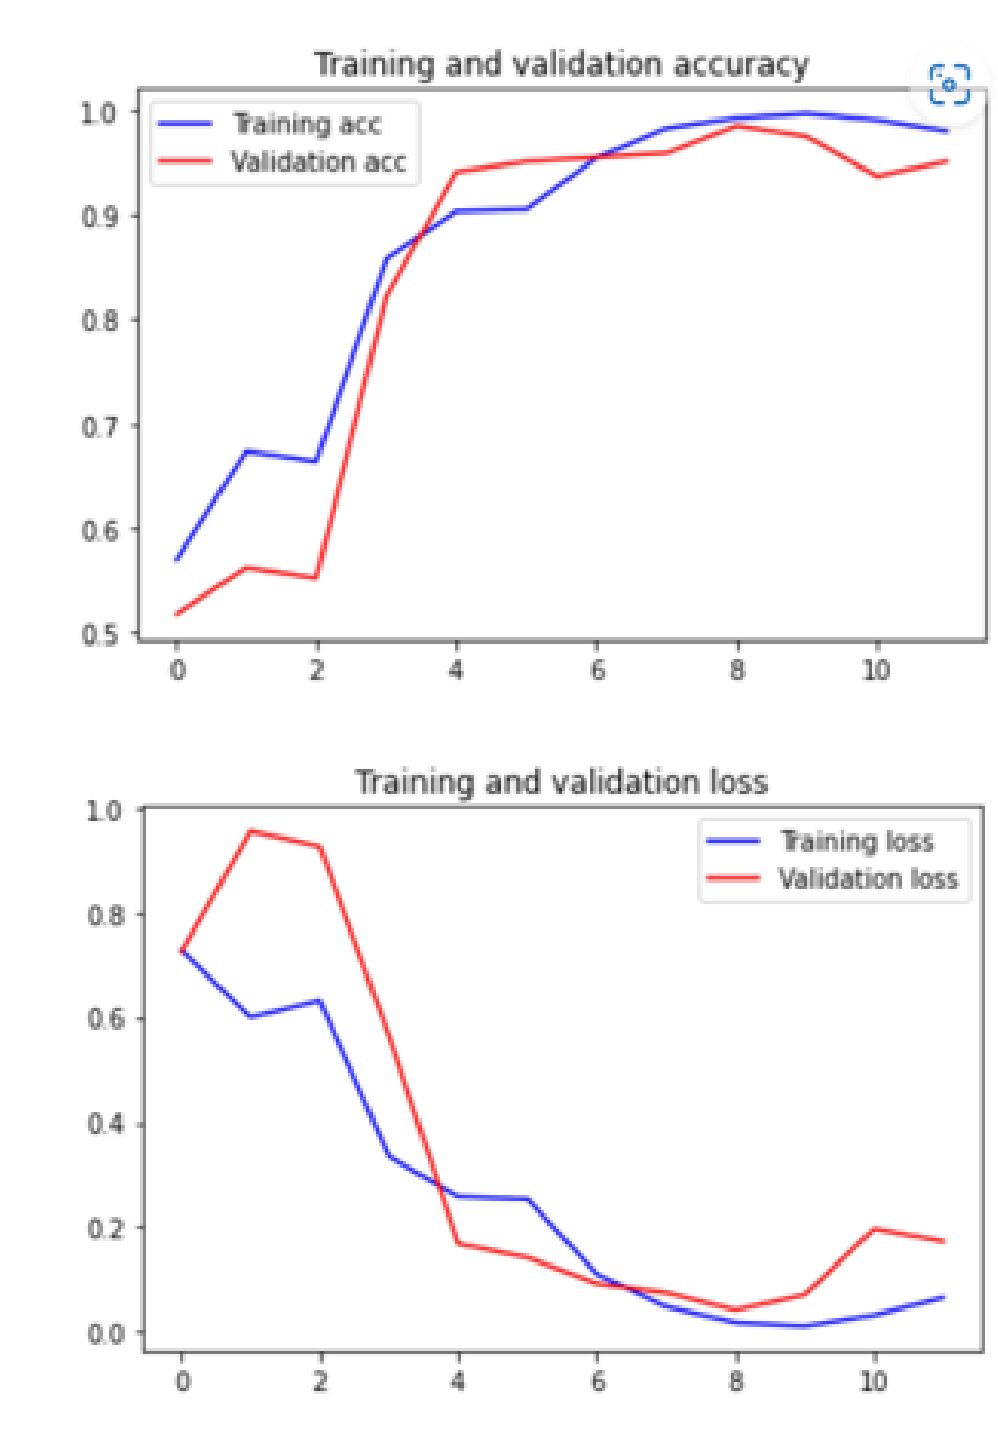 Training and validation accuracy
1.0
Training acc
Validation acc
0.9
0.8
0.7
0.6
0.5
0 2 4 6 8 10
Training and validation loss
1.0
Training loss
Validation loss
0.8
0.6
0.4
0.2
0.0
0 2 4 6 8 10